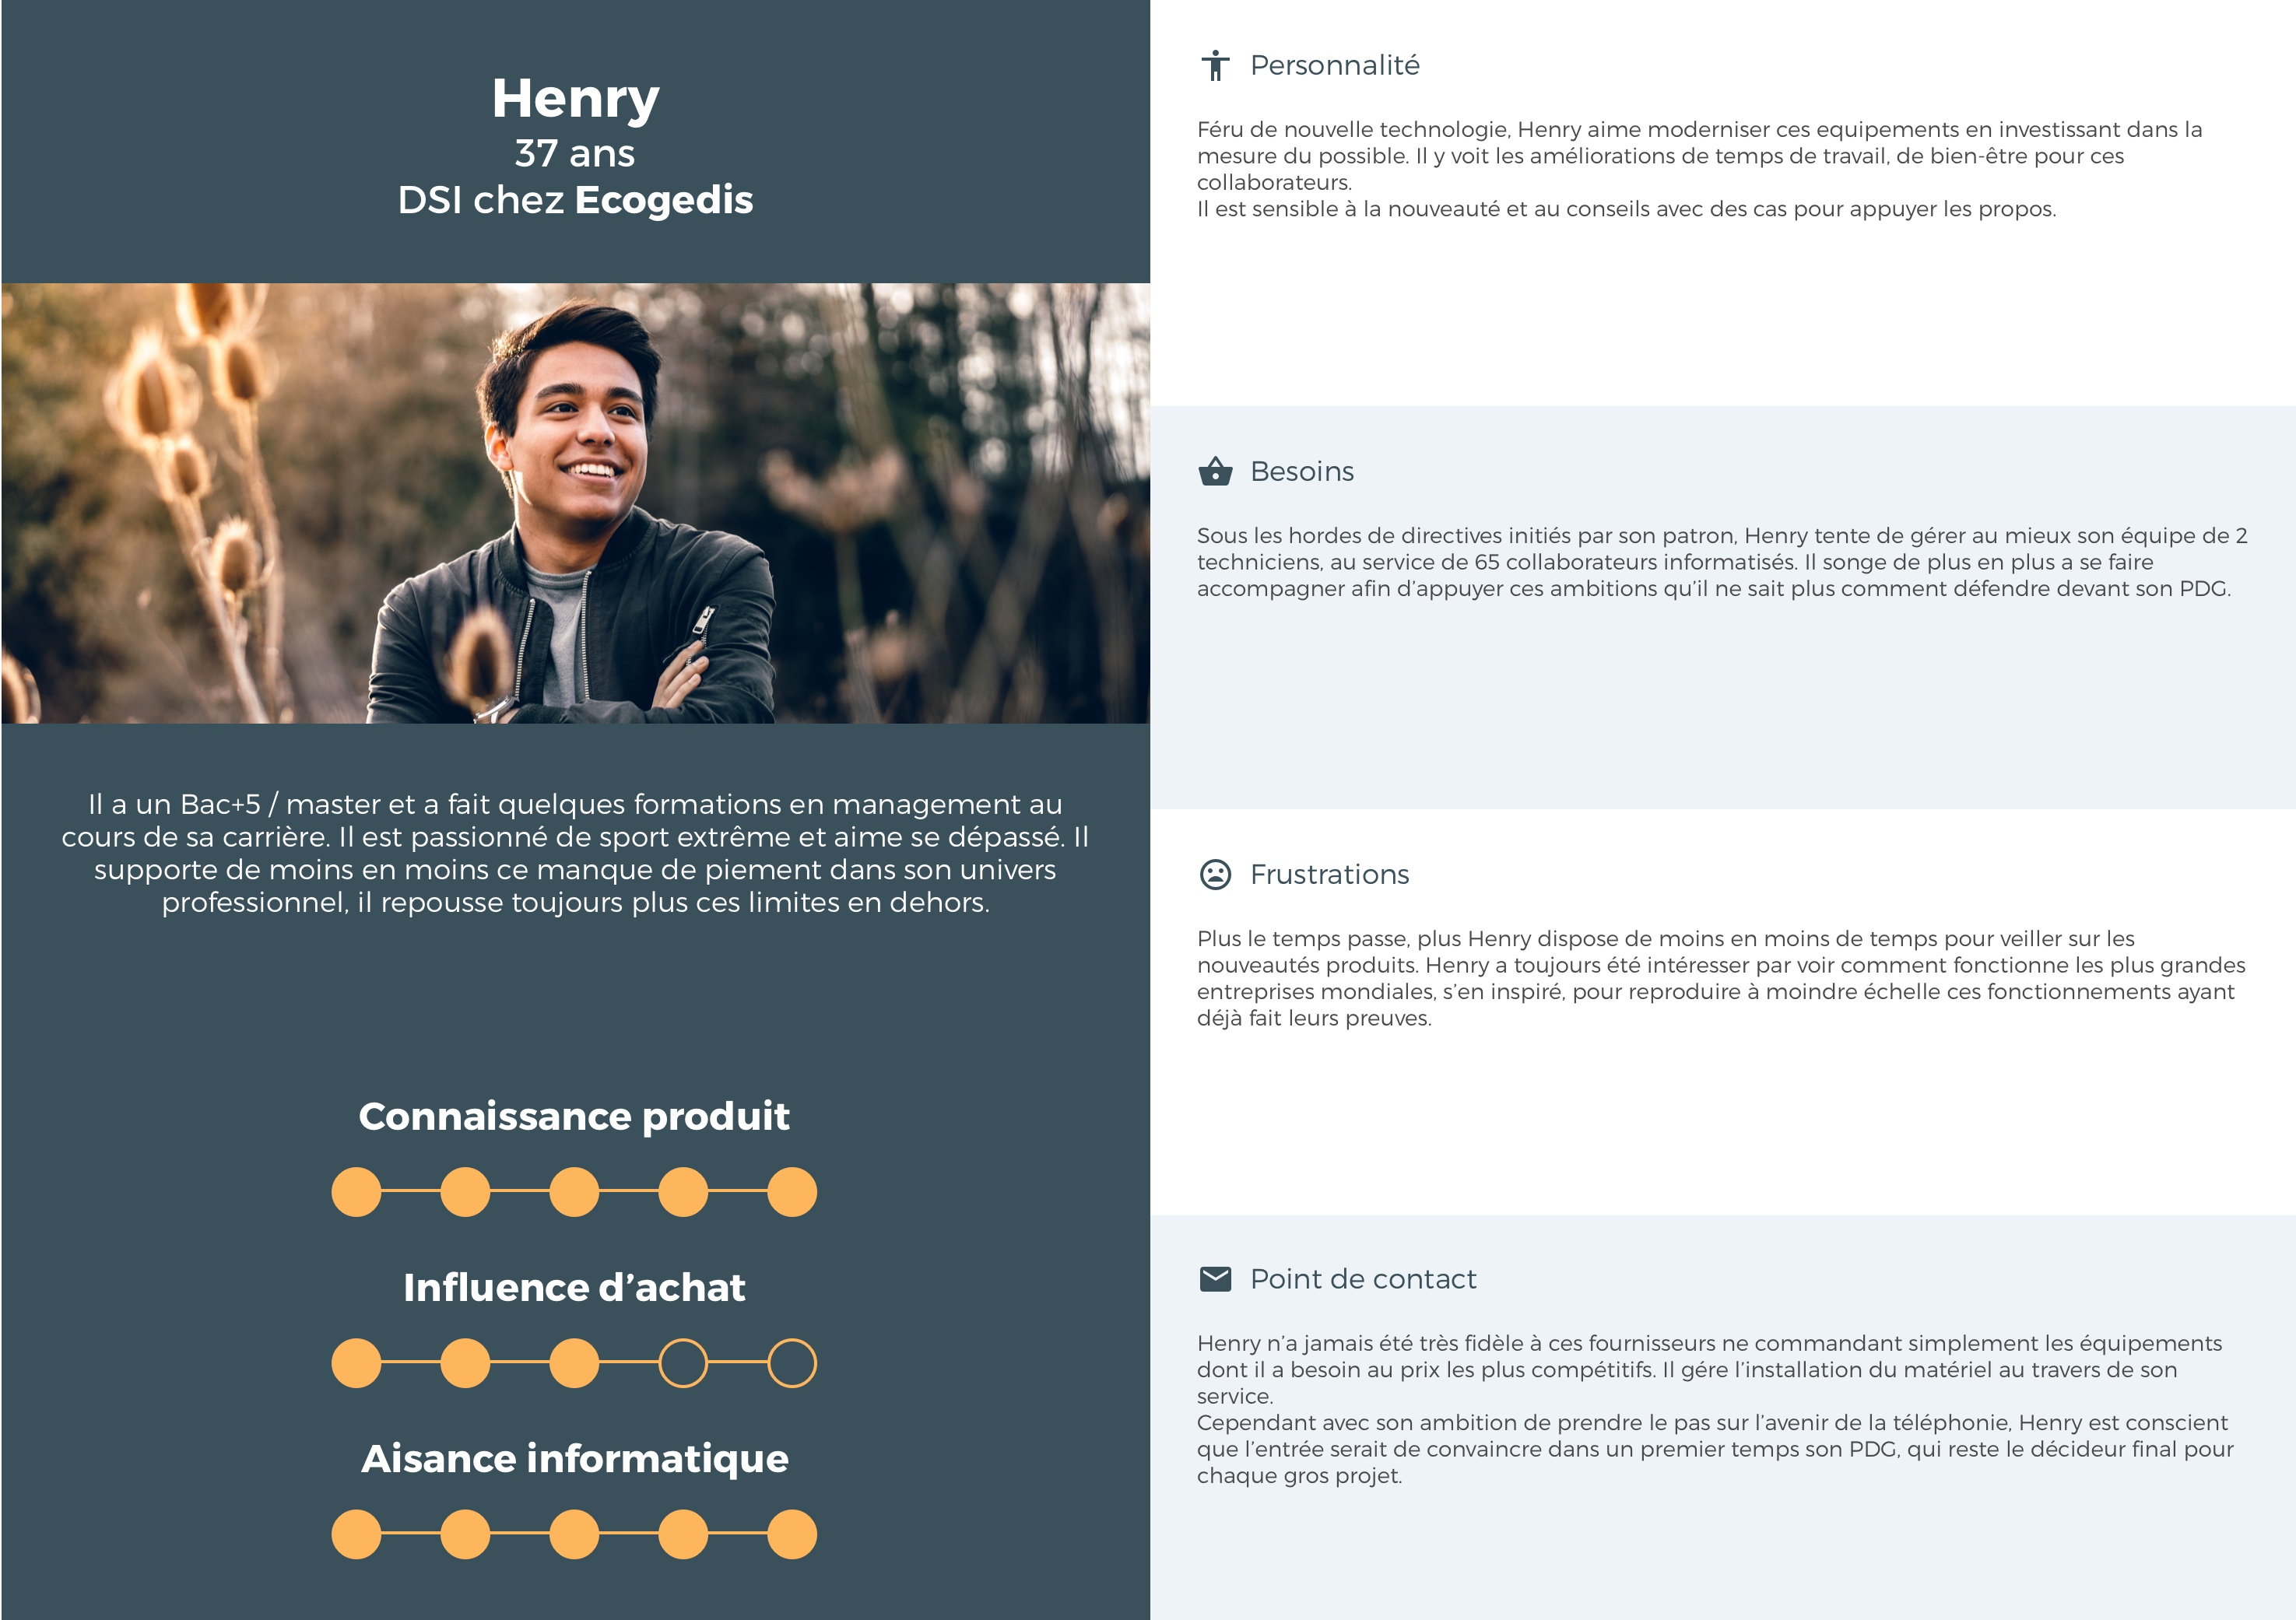 Henry
37 ans
DSI chez Ecogedis
Il a un Bac+5 / master et a fait quelques formations en management au
cours de sa carrière. Il est passionné de sport extrême et aime se dépassé. Il
supporte de moins en moins ce manque de piement dans son univers
professionnel, il repousse toujours plus ces limites en dehors.
Connaissance produit
Influence d’achat
Aisance informatique
Personnalité
Féru de nouvelle technologie, Henry aime moderniser ces equipements en investissant dans la
mesure du possible. Il y voit les améliorations de temps de travail, de bien-être pour ces
collaborateurs.
Il est sensible à la nouveauté et au conseils avec des cas pour appuyer les propos.
Besoins
Sous les hordes de directives initiés par son patron, Henry tente de gérer au mieux son équipe de 2
techniciens, au service de 65 collaborateurs informatisés. Il songe de plus en plus a se faire
accompagner afin d’appuyer ces ambitions qu’il ne sait plus comment défendre devant son PDG.
Frustrations
Plus le temps passe, plus Henry dispose de moins en moins de temps pour veiller sur les
nouveautés produits. Henry a toujours été intéresser par voir comment fonctionne les plus grandes
entreprises mondiales, s’en inspiré, pour reproduire à moindre échelle ces fonctionnements ayant
déjà fait leurs preuves.
Point de contact
Henry n’a jamais été très fidèle à ces fournisseurs ne commandant simplement les équipements
dont il a besoin au prix les plus compétitifs. Il gére l’installation du matériel au travers de son
service.
Cependant avec son ambition de prendre le pas sur l’avenir de la téléphonie, Henry est conscient
que l’entrée serait de convaincre dans un premier temps son PDG, qui reste le décideur final pour
chaque gros projet.